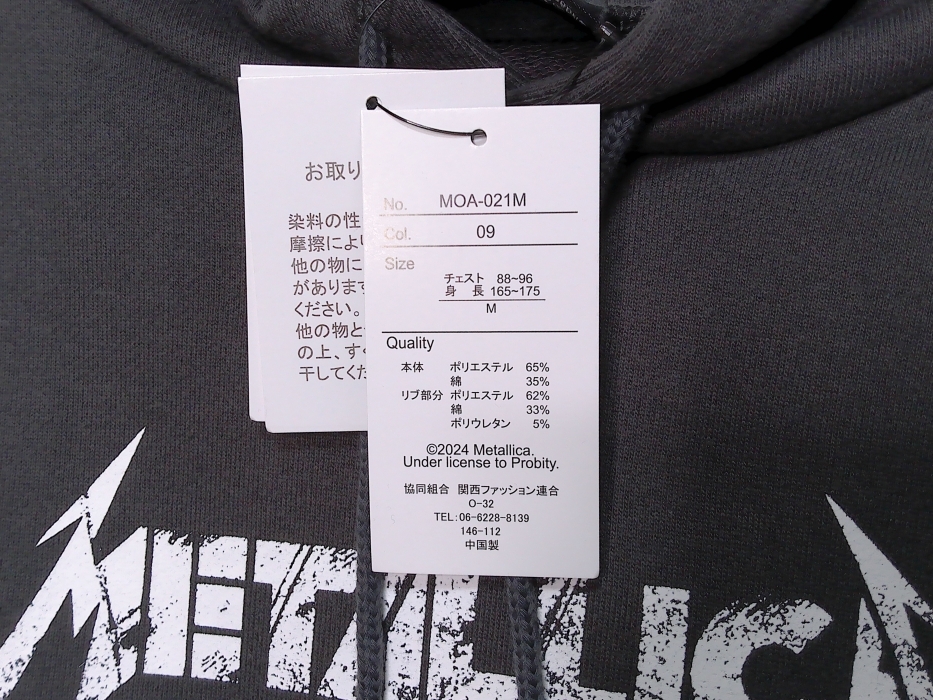 お取り
染料の性
摩擦によ
他の物に
があります
ください。
他の物と
の上、すぐ
干してくだ
No. MOA-021M
Col. 09
Size
チェスト 88~96
身 長 165~175
M
Quality
本体 ポリエステル 65%
綿 35%
リブ部分 ポリエステル 62%
綿 33%
ポリウレタン 5%
©2024 Metallica.
Under license to Probity.
協同組合 関西ファッション連合
O-32
TEL:06-6228-8139
146-112
中国製
METALLICA